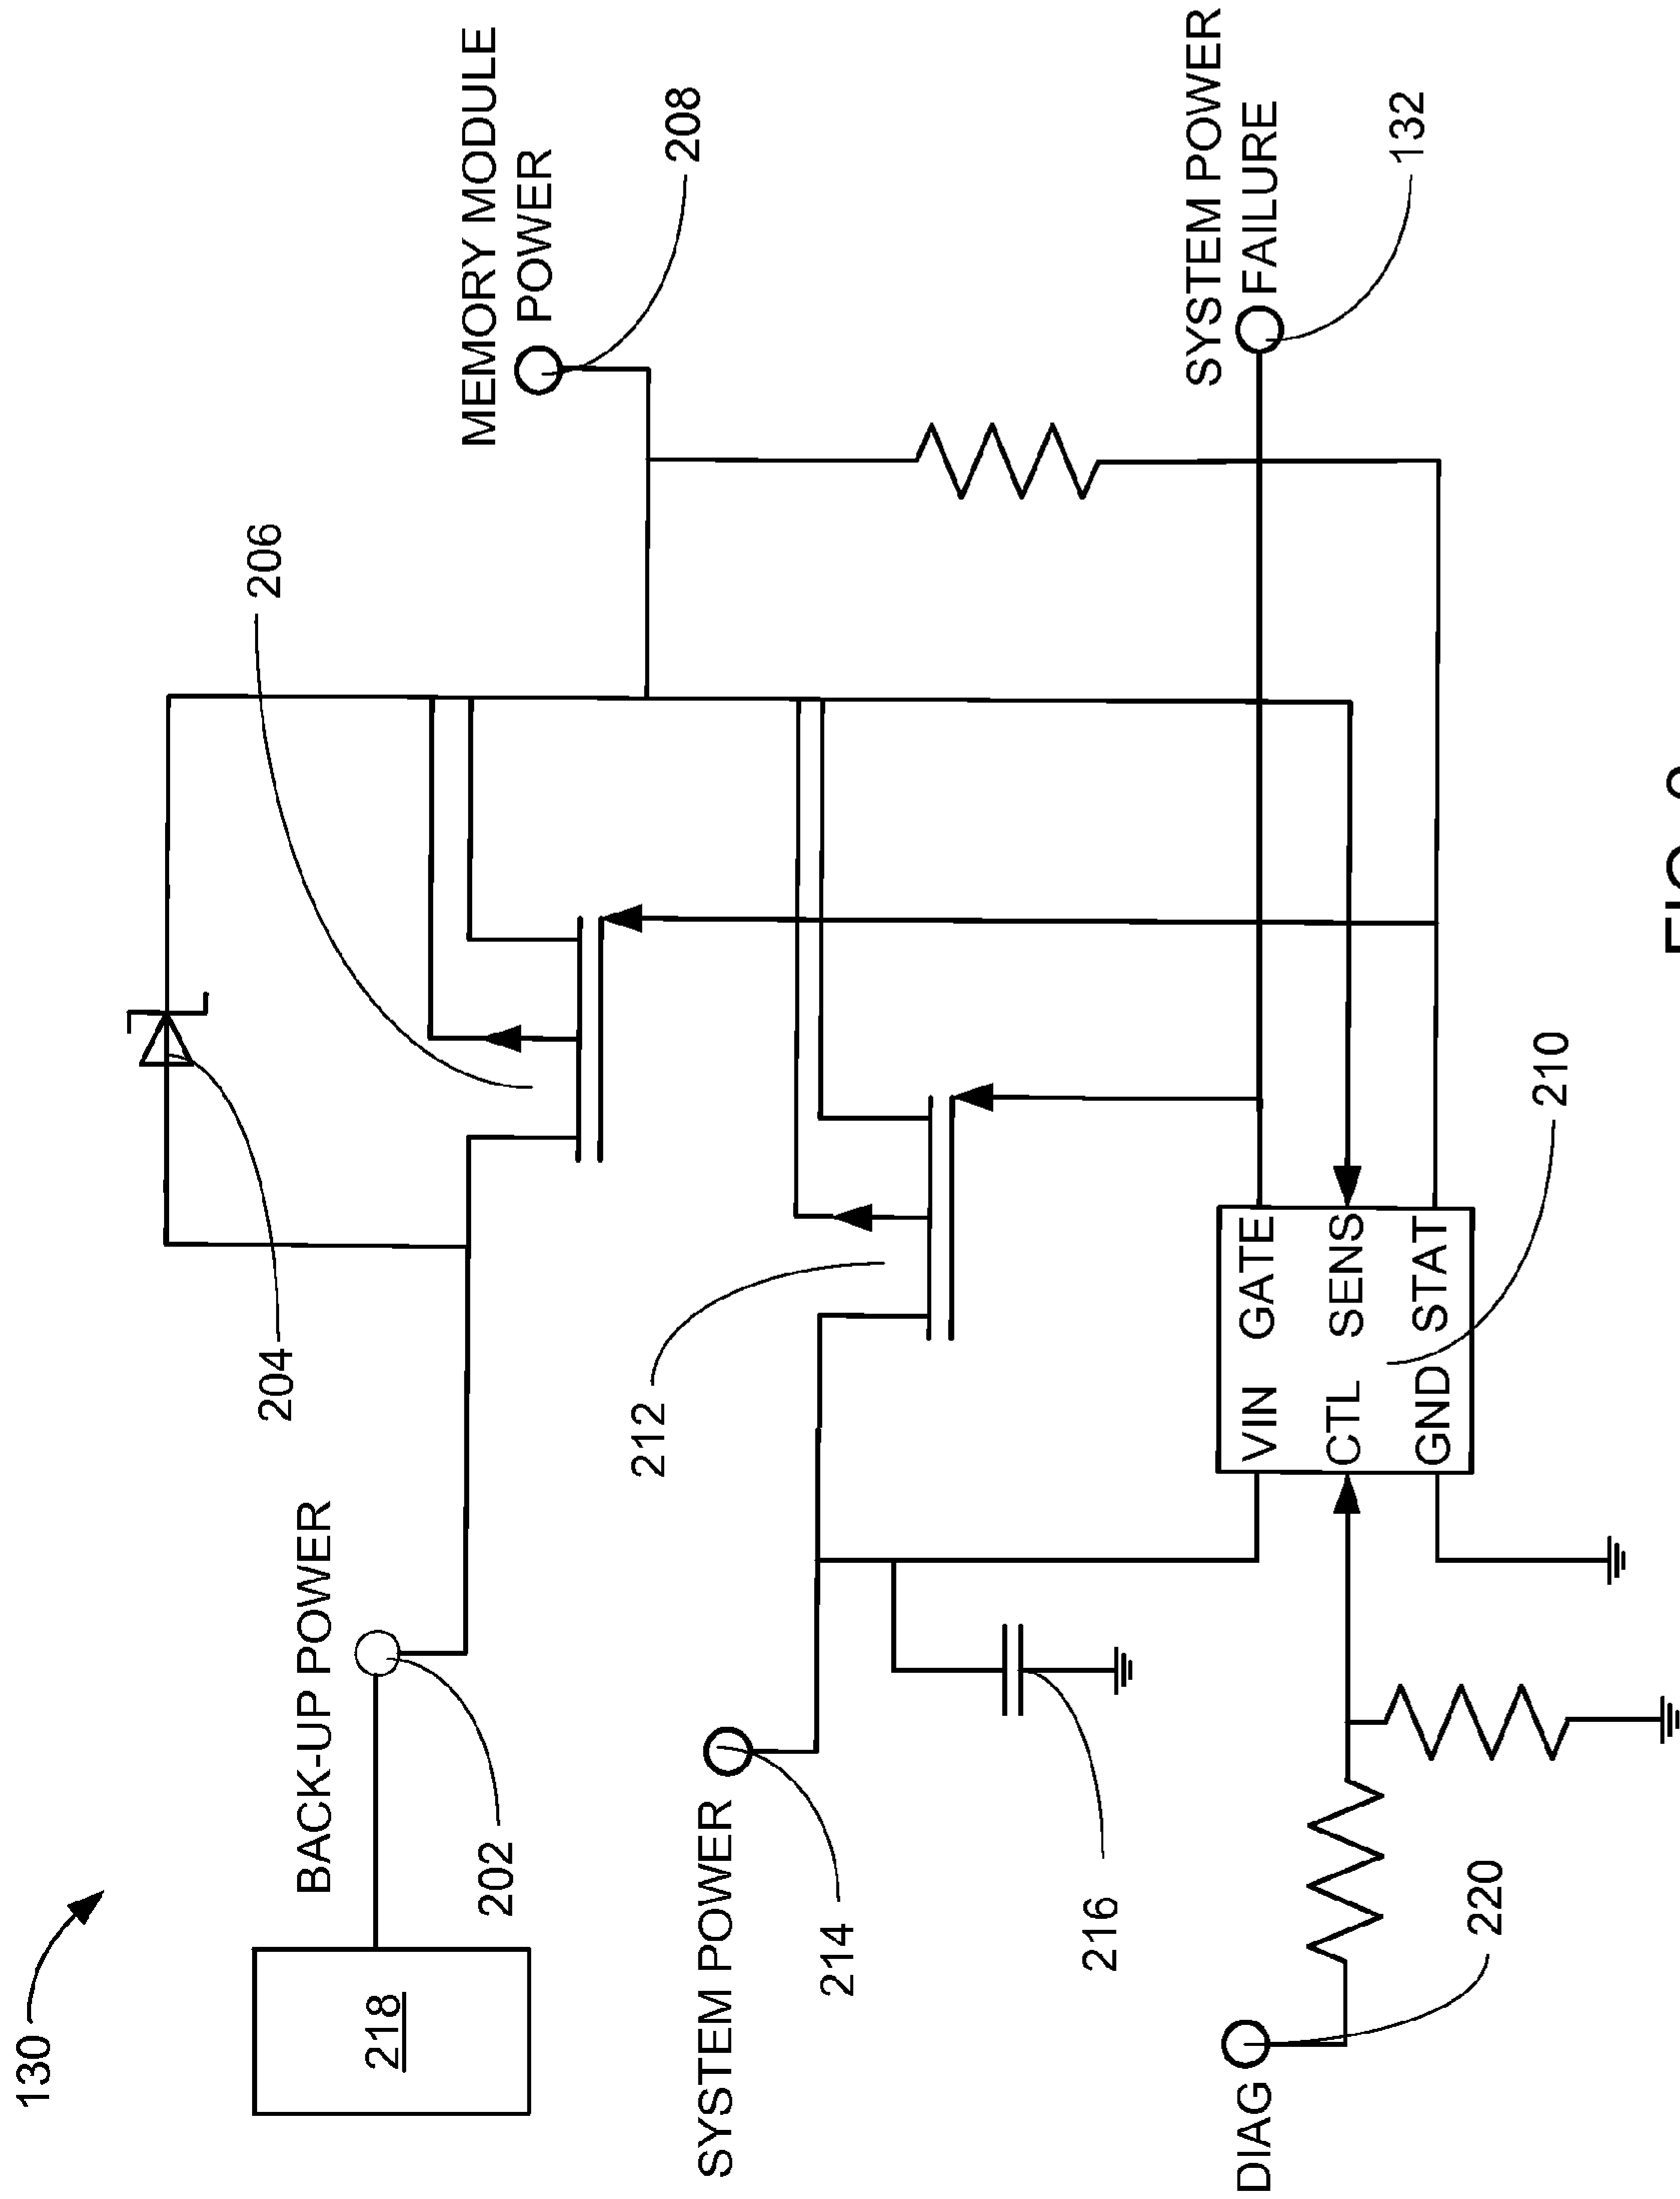 130
218
BACK-UP POWER
202
204
206
MEMORY MODULE
POWER
208
SYSTEM POWER
214
212
216
SYSTEM POWER
FAILURE
132
DIAG
220
VIN GATE
CTL SENS
GND STAT
210